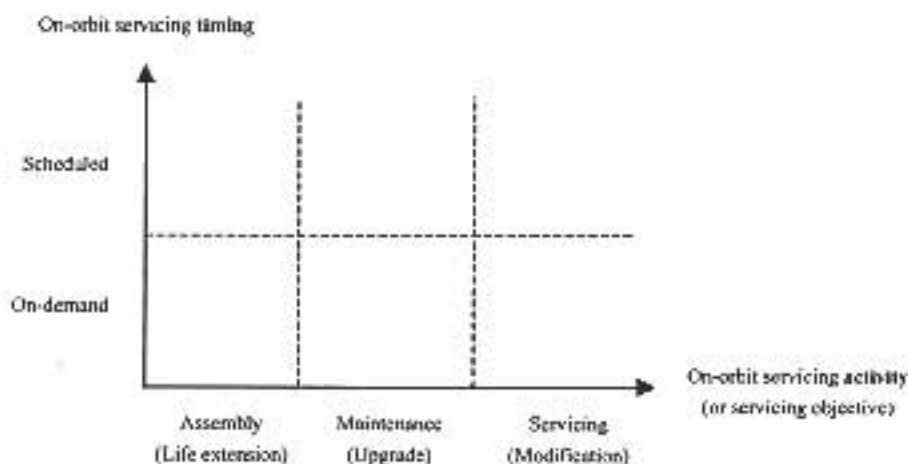 On-orbit servicing timing
Scheduled
On-demand
On-orbit servicing activity
(or servicing objective)
Assembly
Maintenance
Servicing
(Life extension)
(Upgrade)
(Modification)